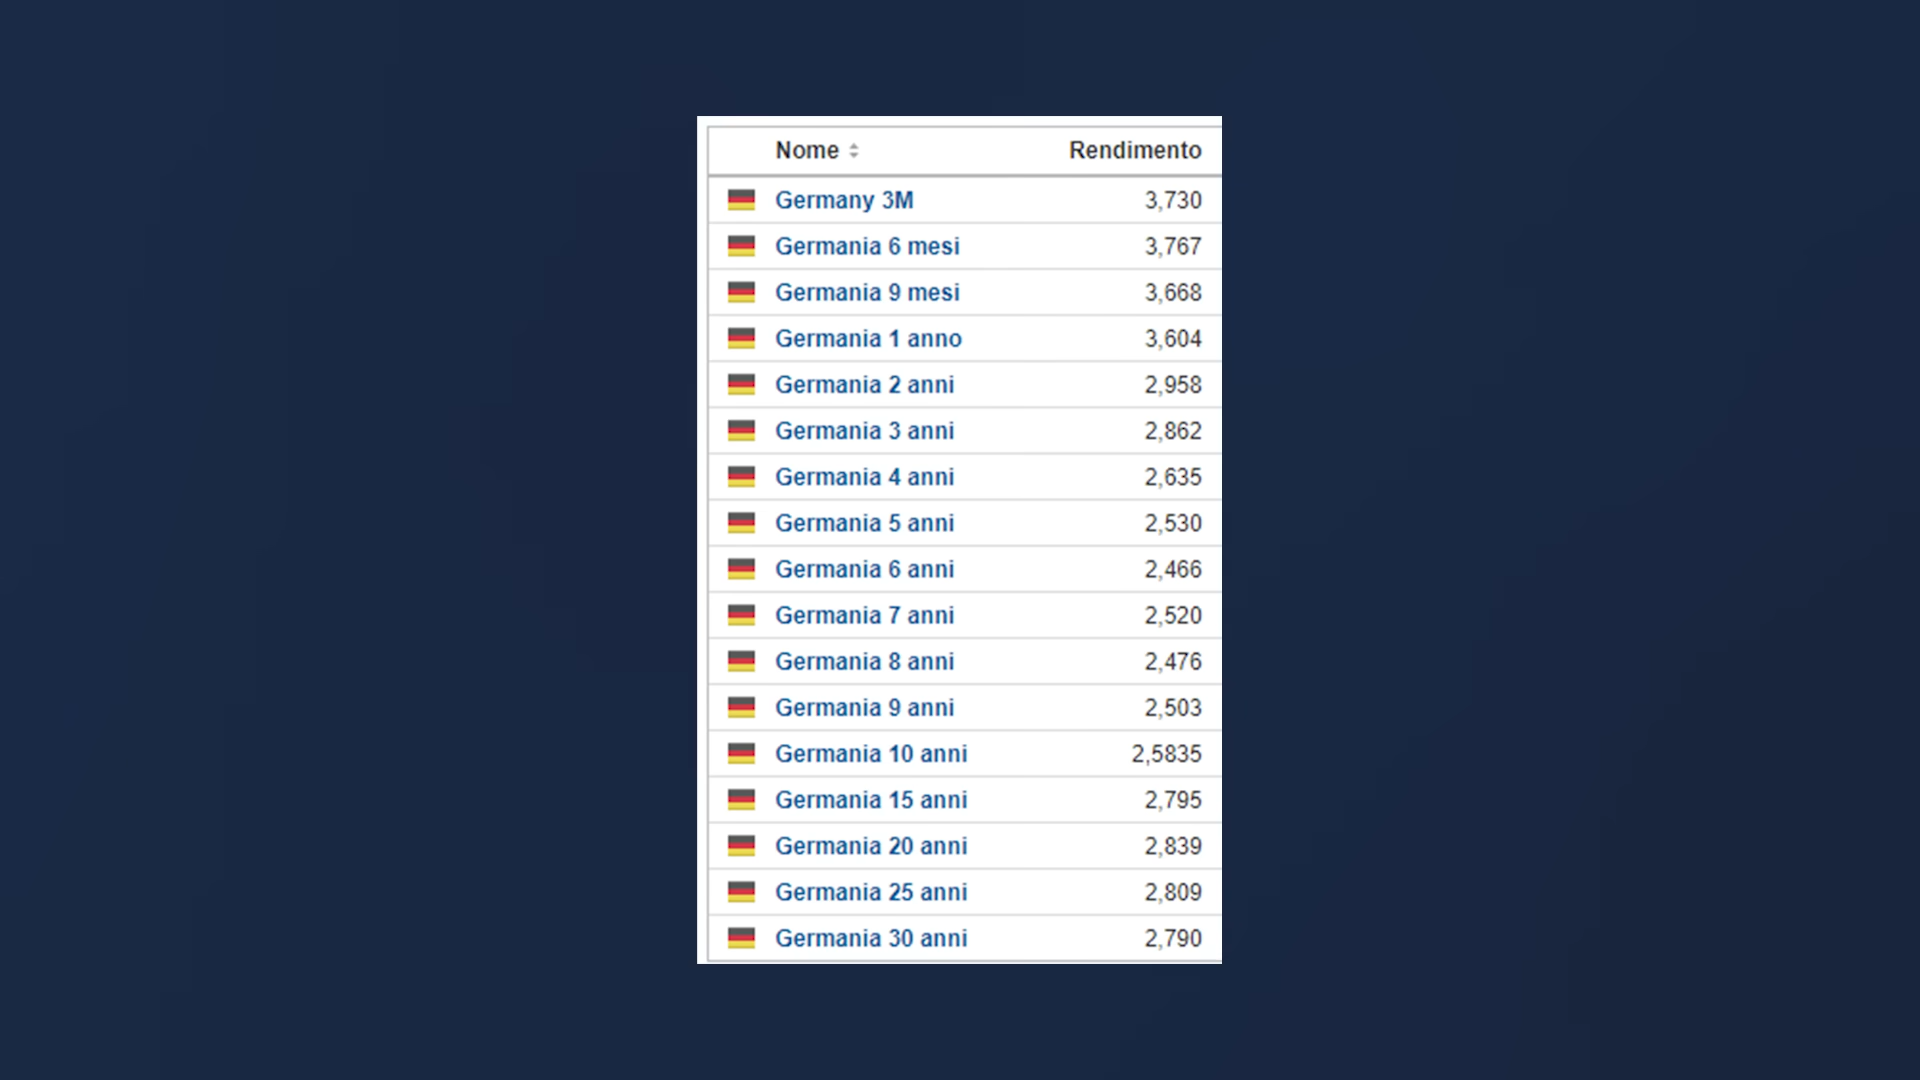 Nome Rendimento
Germany 3M 3,730
Germania 6 mesi 3,767
Germania 9 mesi 3,668
Germania 1 anno 3,604
Germania 2 anni 2,958
Germania 3 anni 2,862
Germania 4 anni 2,635
Germania 5 anni 2,530
Germania 6 anni 2,466
Germania 7 anni 2,520
Germania 8 anni 2,476
Germania 9 anni 2,503
Germania 10 anni 2,5835
Germania 15 anni 2,795
Germania 20 anni 2,839
Germania 25 anni 2,809
Germania 30 anni 2,790